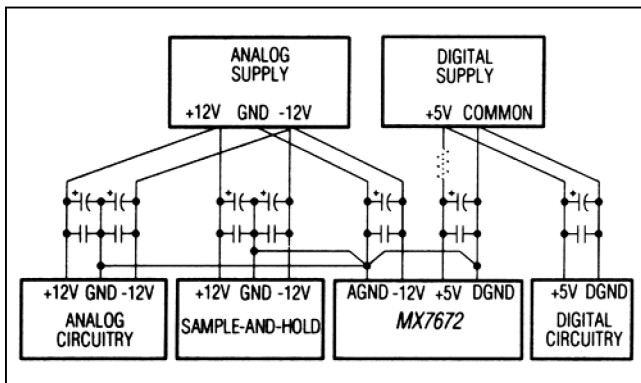 ANALOG
SUPPLY
+12V GND -12V
DIGITAL
SUPPLY
+5V COMMON
+ + + + + + +
+12V GND -12V
ANALOG
CIRCUITRY
+12V GND -12V
SAMPLE-AND-HOLD
AGND -12V +5V DGND
MX7672
+5V DGND
DIGITAL
CIRCUITRY